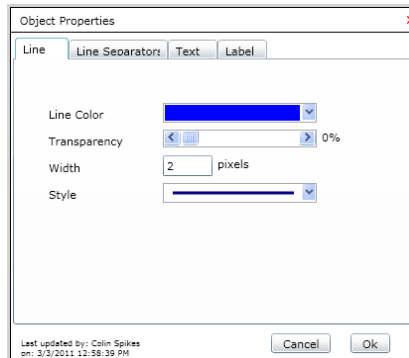 Object Properties
Line Line Separators Text Label
Line Color
Transparency 0%
Width 2 pixels
Style
Last updated by: Colin Spikes
on: 3/3/2011 12:58:39 PM
Cancel Ok